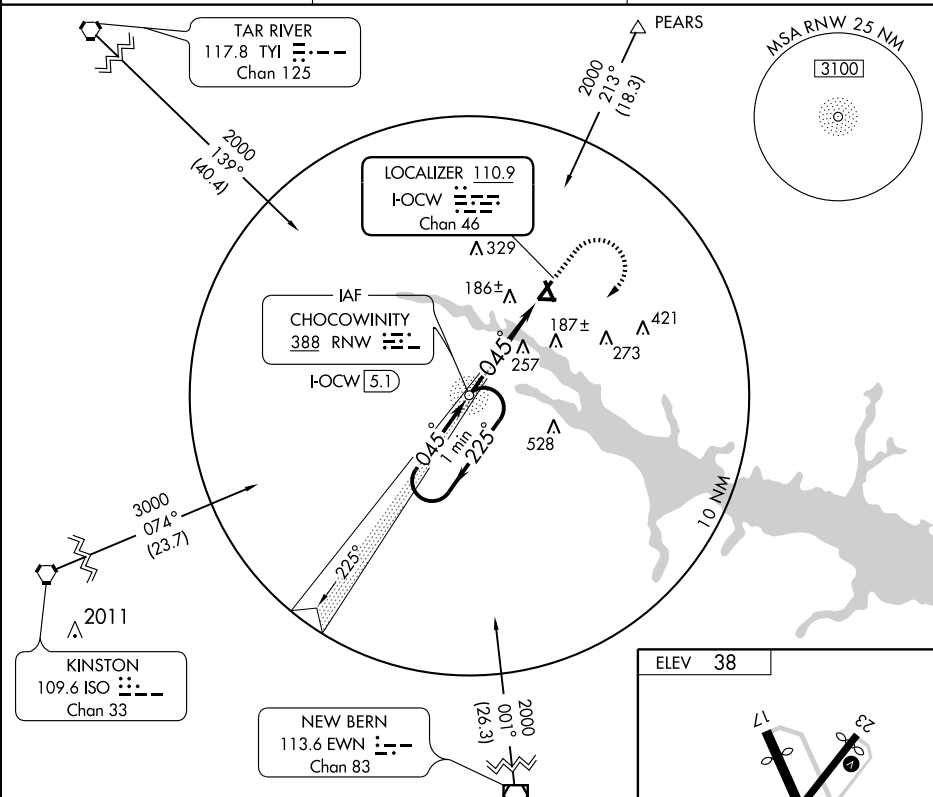 TAR RIVER
117.8 TYI
Chan 125
PEARS
2000
213°
(18.3)
MSA RNW 25 NM
3100
2000
139°
(40.4)
LOCALIZER 110.9
I-OCW
Chan 46
329
186±
IAF
CHOCOWINITY
388 RNW
I-OCW 5.1
187±
421
257
273
045°
045°
1 min
225°
528
10 NM
3000
074°
(23.7)
225°
2011
KINSTON
109.6 ISO
Chan 33
2000
001°
(26.3)
NEW BERN
113.6 EWN
Chan 83
ELEV 38
17
23
V